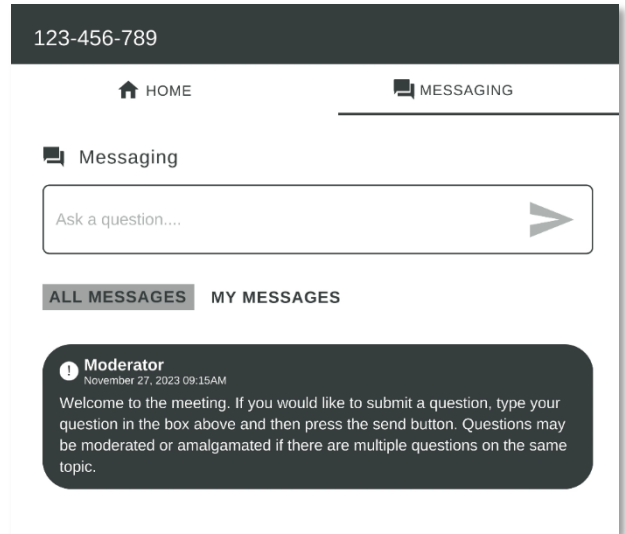 123-456-789
HOME
MESSAGING
Messaging
Ask a question....
ALL MESSAGES
MY MESSAGES
Moderator
November 27, 2023 09:15AM
Welcome to the meeting. If you would like to submit a question, type your
question in the box above and then press the send button. Questions may
be moderated or amalgamated if there are multiple questions on the same
topic.